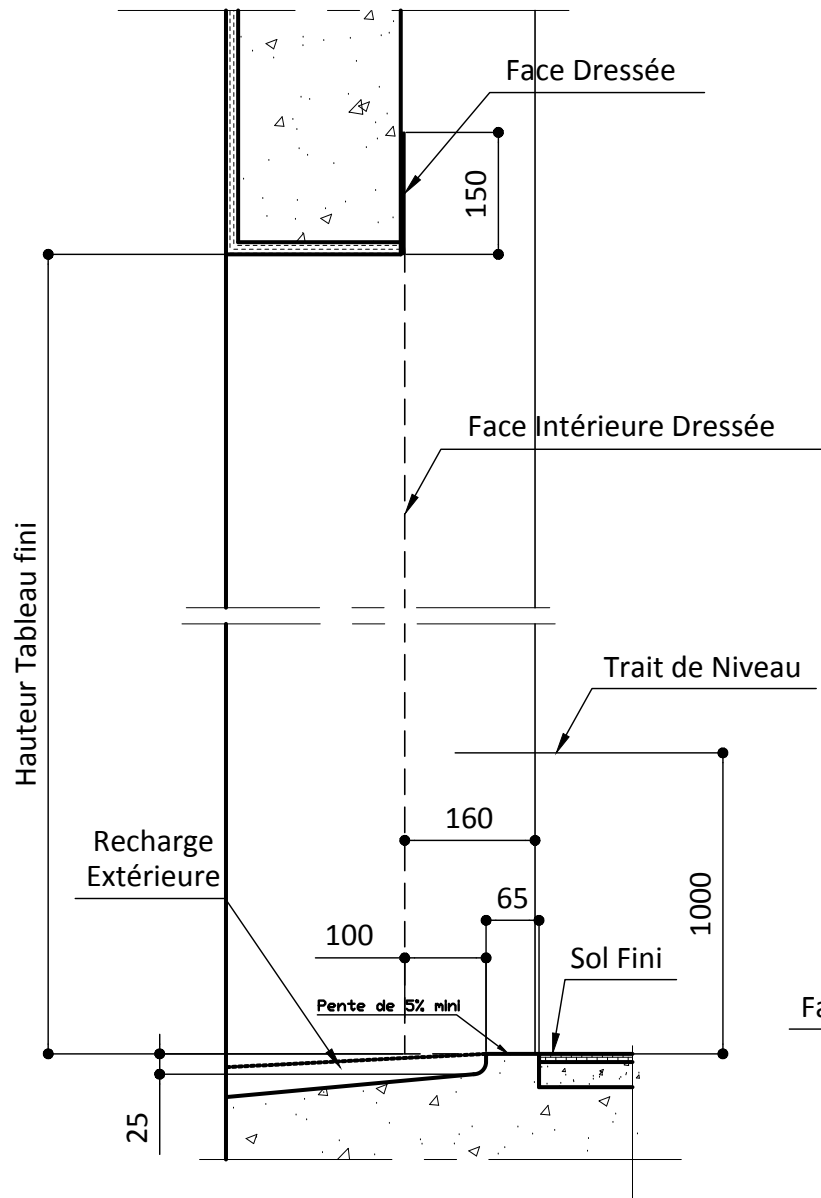 Face Dressée
150
Face Intérieure Dressée
Hauteur Tableau fini
Trait de Niveau
160
Recharge
Extérieure
65
1000
100
Sol Fini
Pente de 5% mini
Fa
25